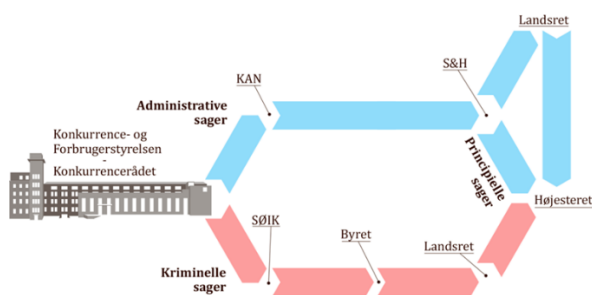 Landsret
KAN
S&H
Administrative
sager
Konkurrence- og
Forbrugerstyrelsen
-
Konkurrencerådet
Principielle
sager
Højesteret
SØIK
Byret
Landsret
Kriminelle
sager